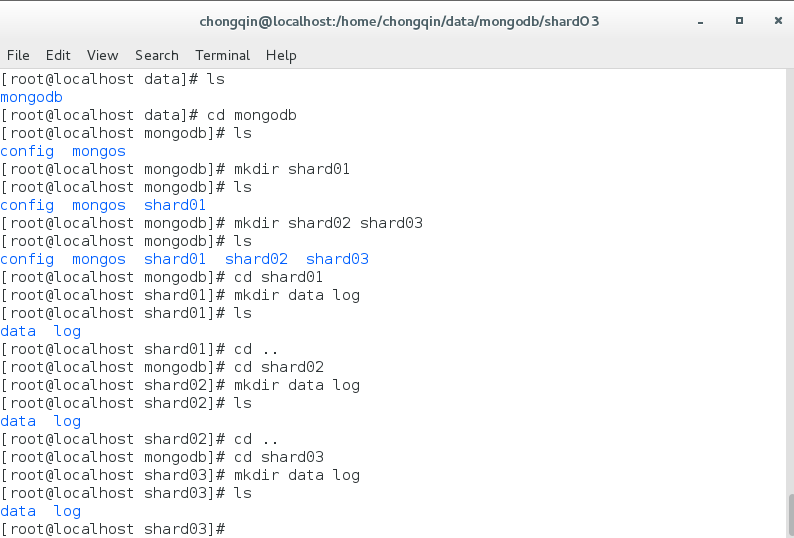 chongqin@localhost:/home/chongqin/data/mongodb/shard03
File Edit View Search Terminal Help
[root@localhost data]# ls
mongodb
[root@localhost data]# cd mongodb
[root@localhost mongodb]# ls
config  mongos
[root@localhost mongodb]# mkdir shard01
[root@localhost mongodb]# ls
config  mongos  shard01
[root@localhost mongodb]# mkdir shard02 shard03
[root@localhost mongodb]# ls
config  mongos  shard01  shard02  shard03
[root@localhost mongodb]# cd shard01
[root@localhost shard01]# mkdir data log
[root@localhost shard01]# ls
data  log
[root@localhost shard01]# cd ..
[root@localhost mongodb]# cd shard02
[root@localhost shard02]# mkdir data log
[root@localhost shard02]# ls
data  log
[root@localhost shard02]# cd ..
[root@localhost mongodb]# cd shard03
[root@localhost shard03]# mkdir data log
[root@localhost shard03]# ls
data  log
[root@localhost shard03]#